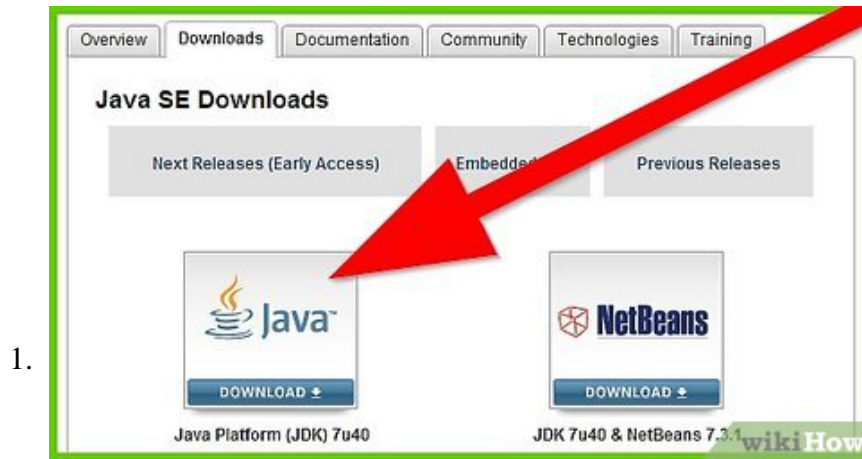 Overview Downloads Documentation Community Technologies Training
Java SE Downloads
Next Releases (Early Access) Embedded Previous Releases
Java™ NetBeans
1.
DOWNLOAD DOWNLOAD
Java Platform (JDK) 7u40 JDK 7u40 & NetBeans 7.3.1
wikiHow